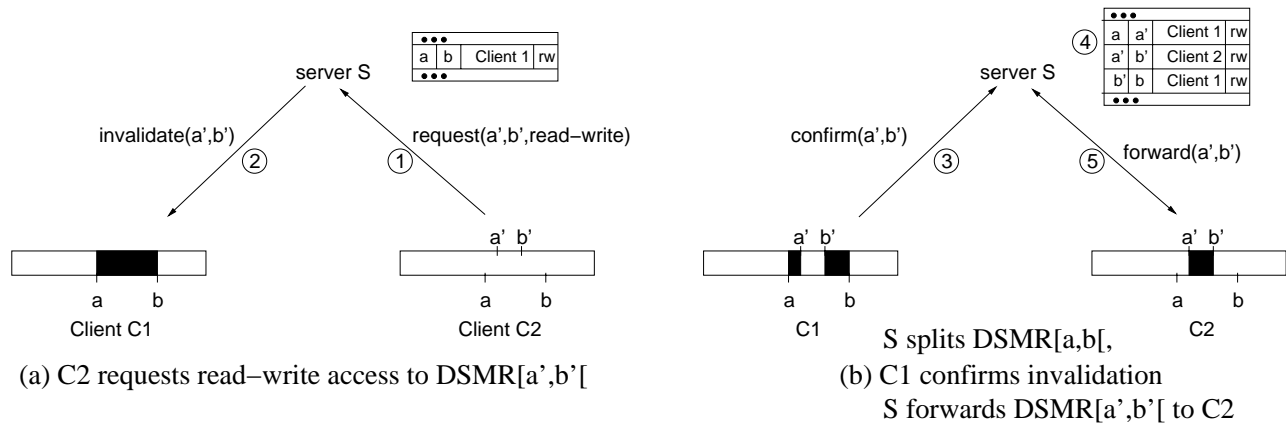 ●●●
a b Client 1 rw
●●●
server S
invalidate(a',b')
request(a',b',read−write)
2
1
a' b'
a b
a b
Client C1
Client C2
(a) C2 requests read−write access to DSMR[a',b'[
4
●●●
a a' Client 1 rw
a' b' Client 2 rw
b' b Client 1 rw
●●●
server S
confirm(a',b')
forward(a',b')
3
5
a' b'
a' b'
a b
a b
C1
C2
S splits DSMR[a,b[,
(b) C1 confirms invalidation
S forwards DSMR[a',b'[ to C2